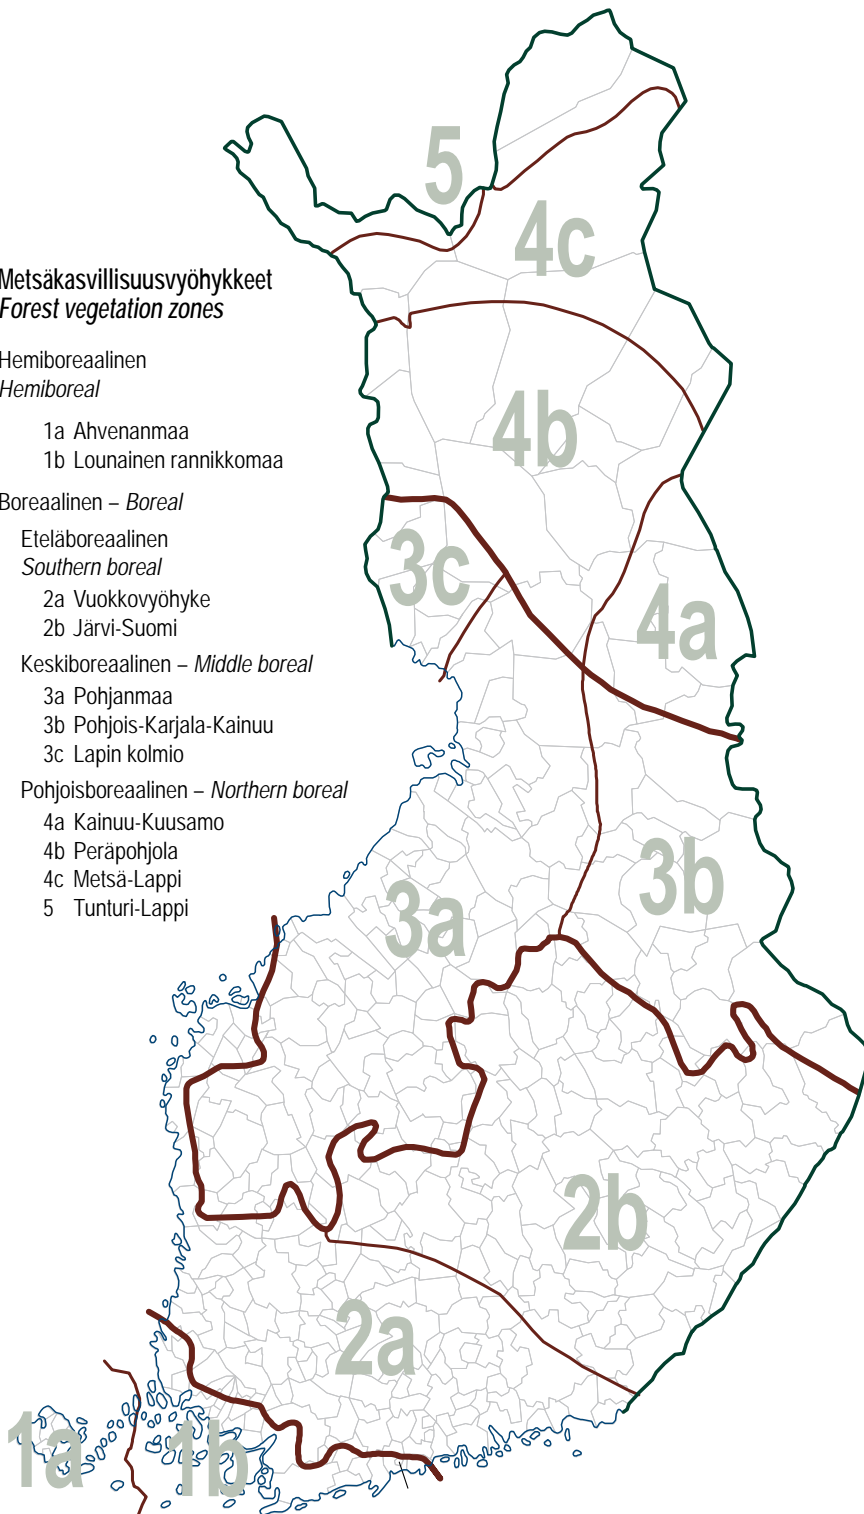 Metsäkasvillisuusvyöhykkeet
Forest vegetation zones
Hemiboreaalinen
Hemiboreal
1a Ahvenanmaa
1b Lounainen rannikkomaa
Boreaalinen – Boreal
Eteläboreaalinen
Southern boreal
2a Vuokkovyöhyke
2b Järvi-Suomi
Keskiboreaalinen – Middle boreal
3a Pohjanmaa
3b Pohjois-Karjala-Kainuu
3c Lapin kolmio
Pohjoisboreaalinen – Northern boreal
4a Kainuu-Kuusamo
4b Peräpohjola
4c Metsä-Lappi
5 Tunturi-Lappi
5
4c
4b
3c
4a
3b
3a
2b
2a
1a
1b